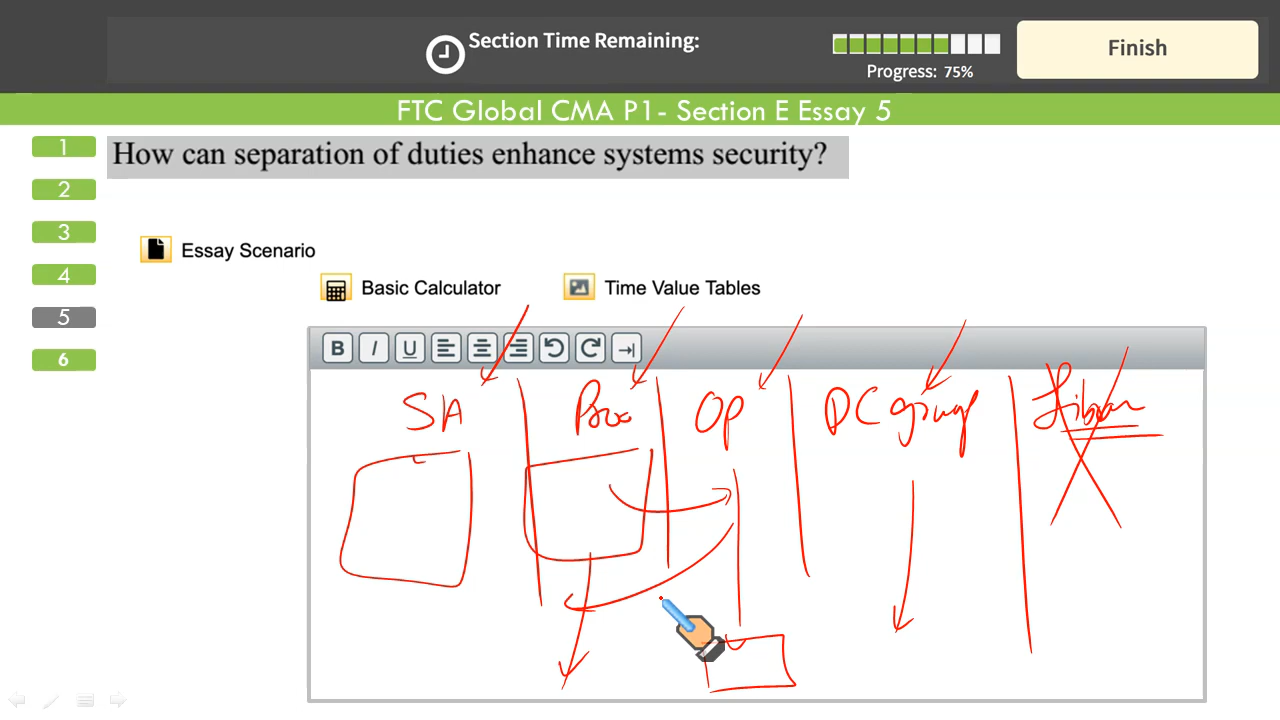 Section Time Remaining:
Progress: 75%
Finish
FTC Global CMA P1- Section E Essay 5
1
How can separation of duties enhance systems security?
2
3
4
5
6
Essay Scenario
Basic Calculator
Time Value Tables
B I U
SA
OP
DC group